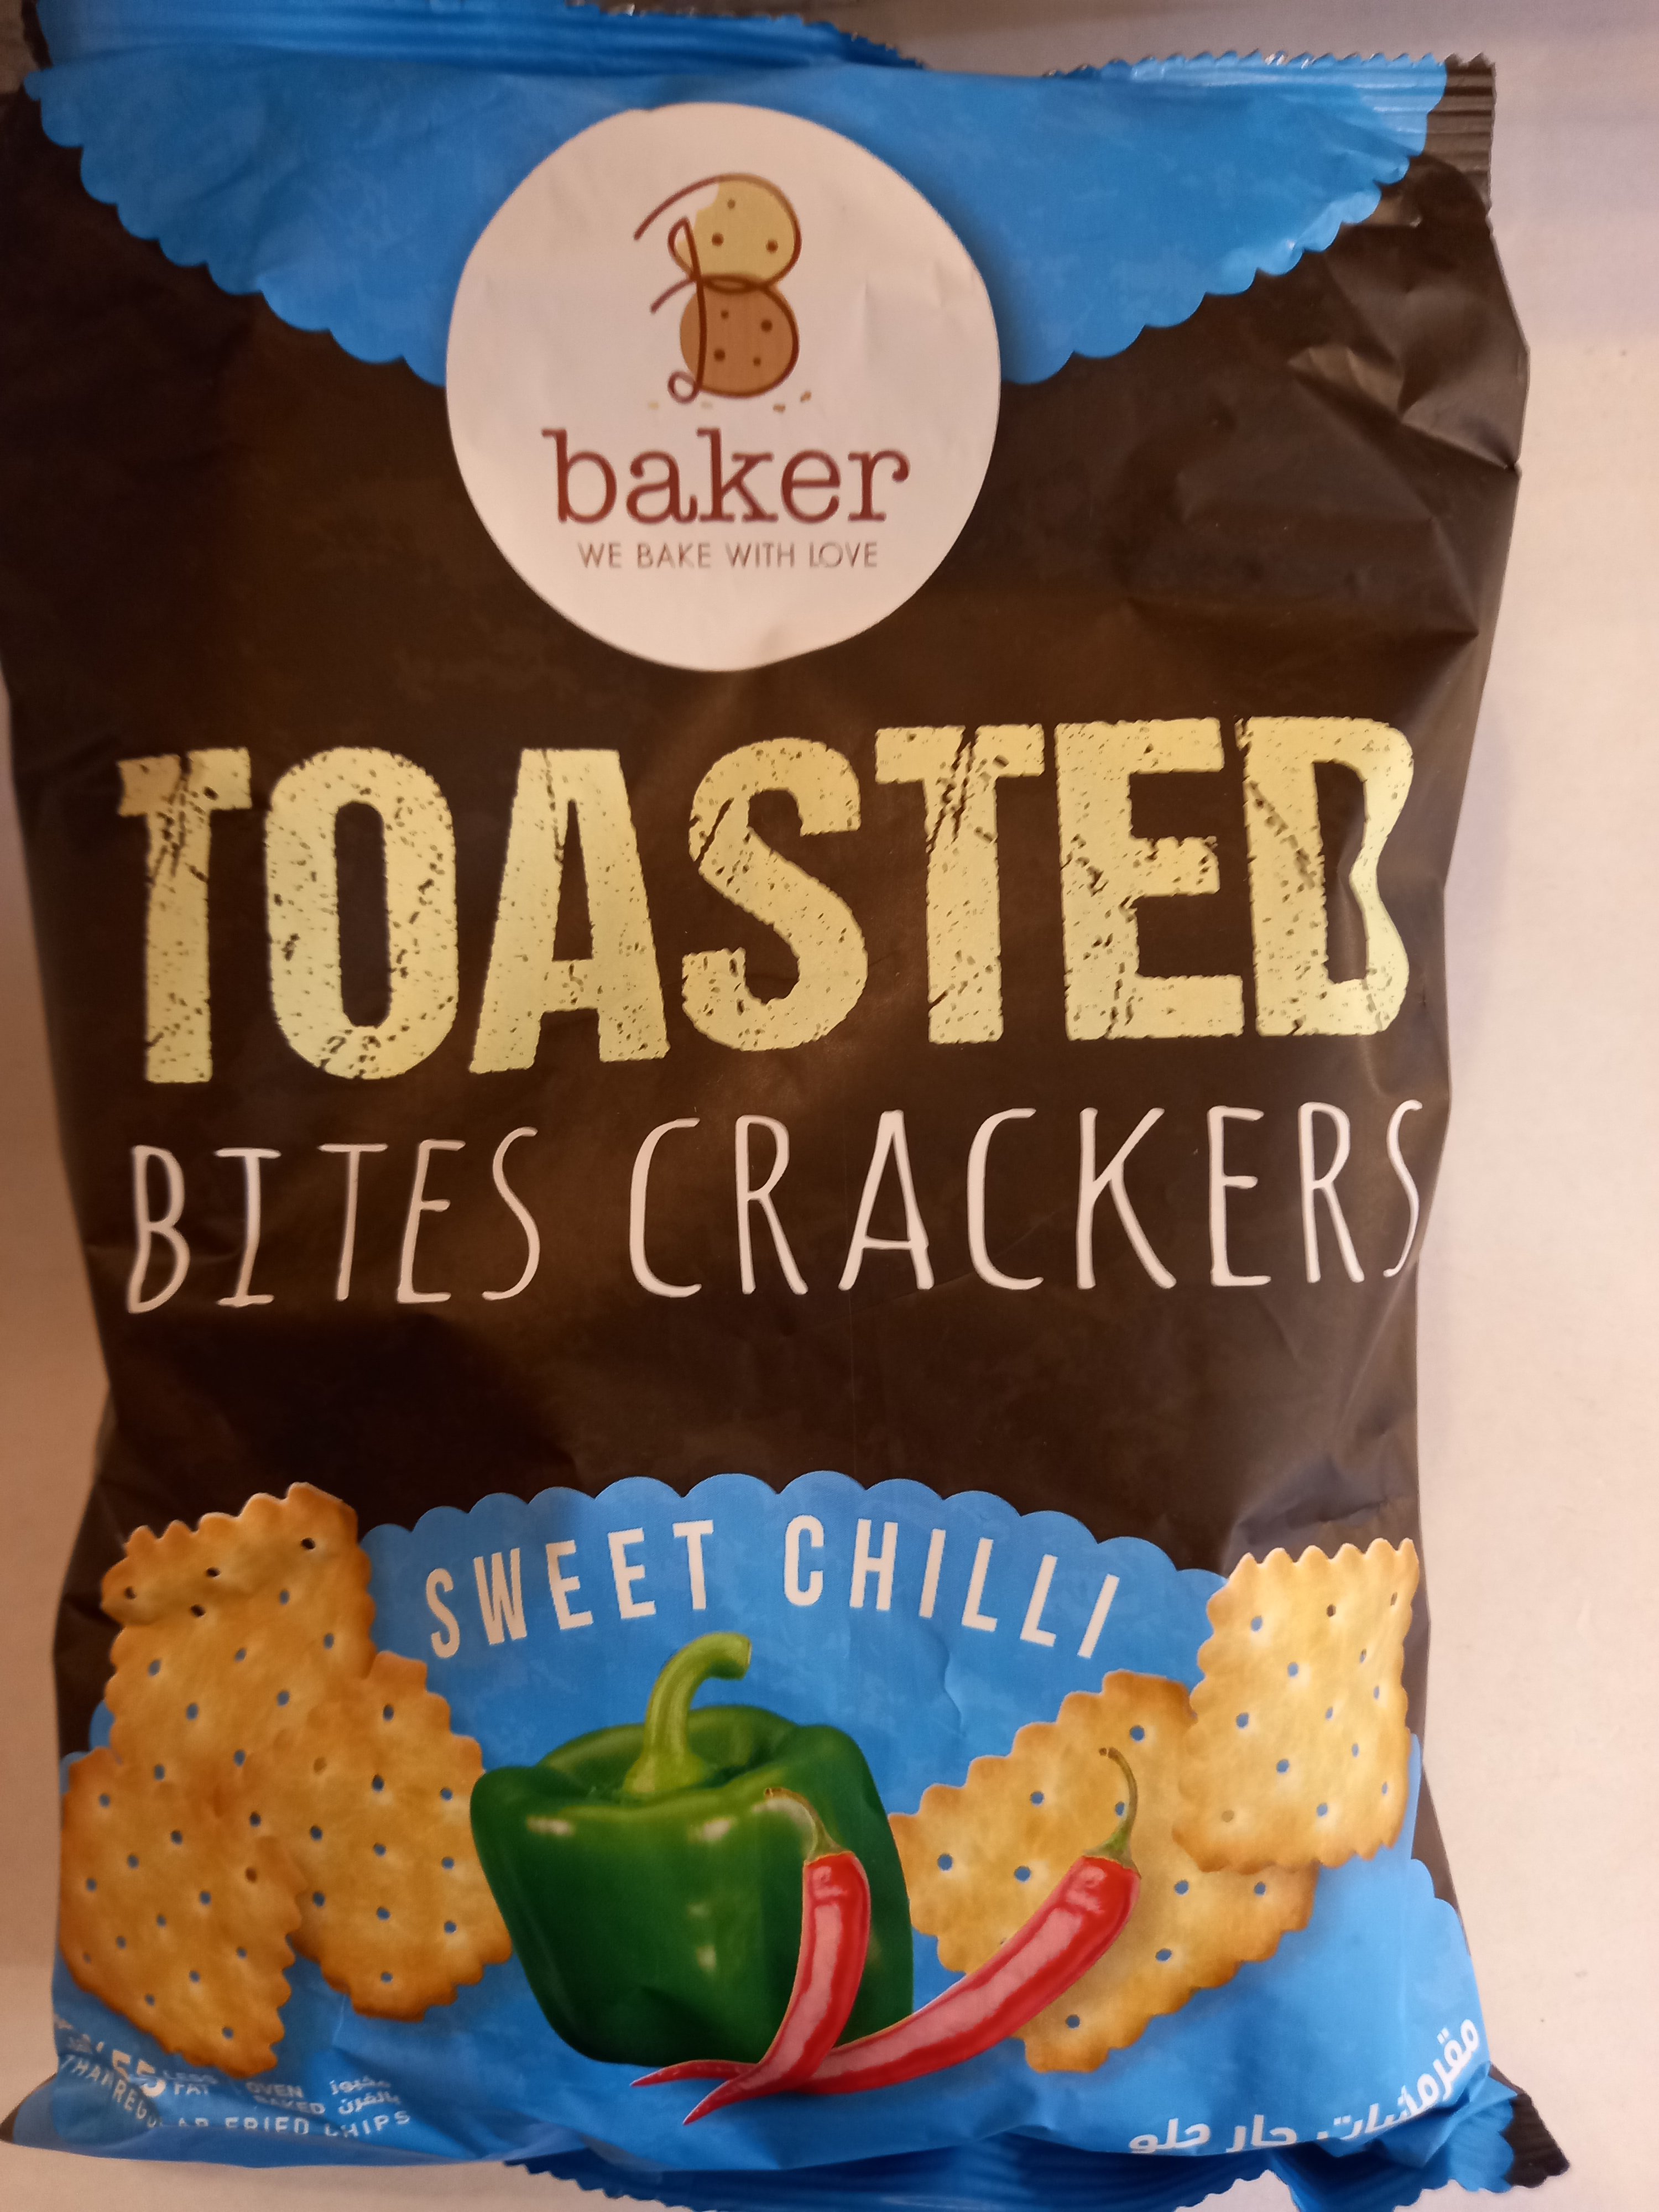 baker
WE BAKE WITH LOVE
TOASTED
BITES CRACKERS
SWEET CHILLI
55 LESS
FAT
OVEN
BAKED
مخبوز
بالفرن
THAN REGULAR FRIED CHIPS
مقرمشات حار حلو